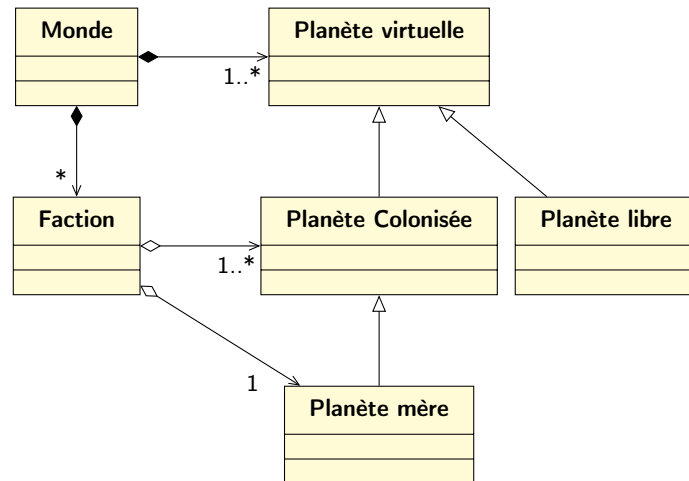 Monde
Planète virtuelle
1..*
*
Faction
Planète Colonisée
Planète libre
1..*
1
Planète mère